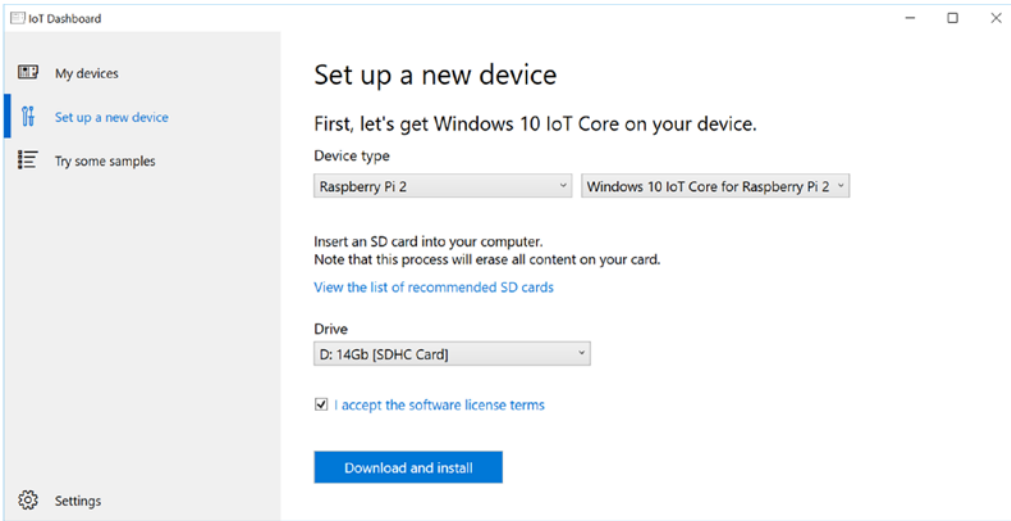 IoT Dashboard
My devices
Set up a new device
Try some samples
Settings
Set up a new device
First, let's get Windows 10 IoT Core on your device.
Device type
Raspberry Pi 2
Windows 10 IoT Core for Raspberry Pi 2
Insert an SD card into your computer.
Note that this process will erase all content on your card.
View the list of recommended SD cards
Drive
D: 14Gb [SDHC Card]
I accept the software license terms
Download and install